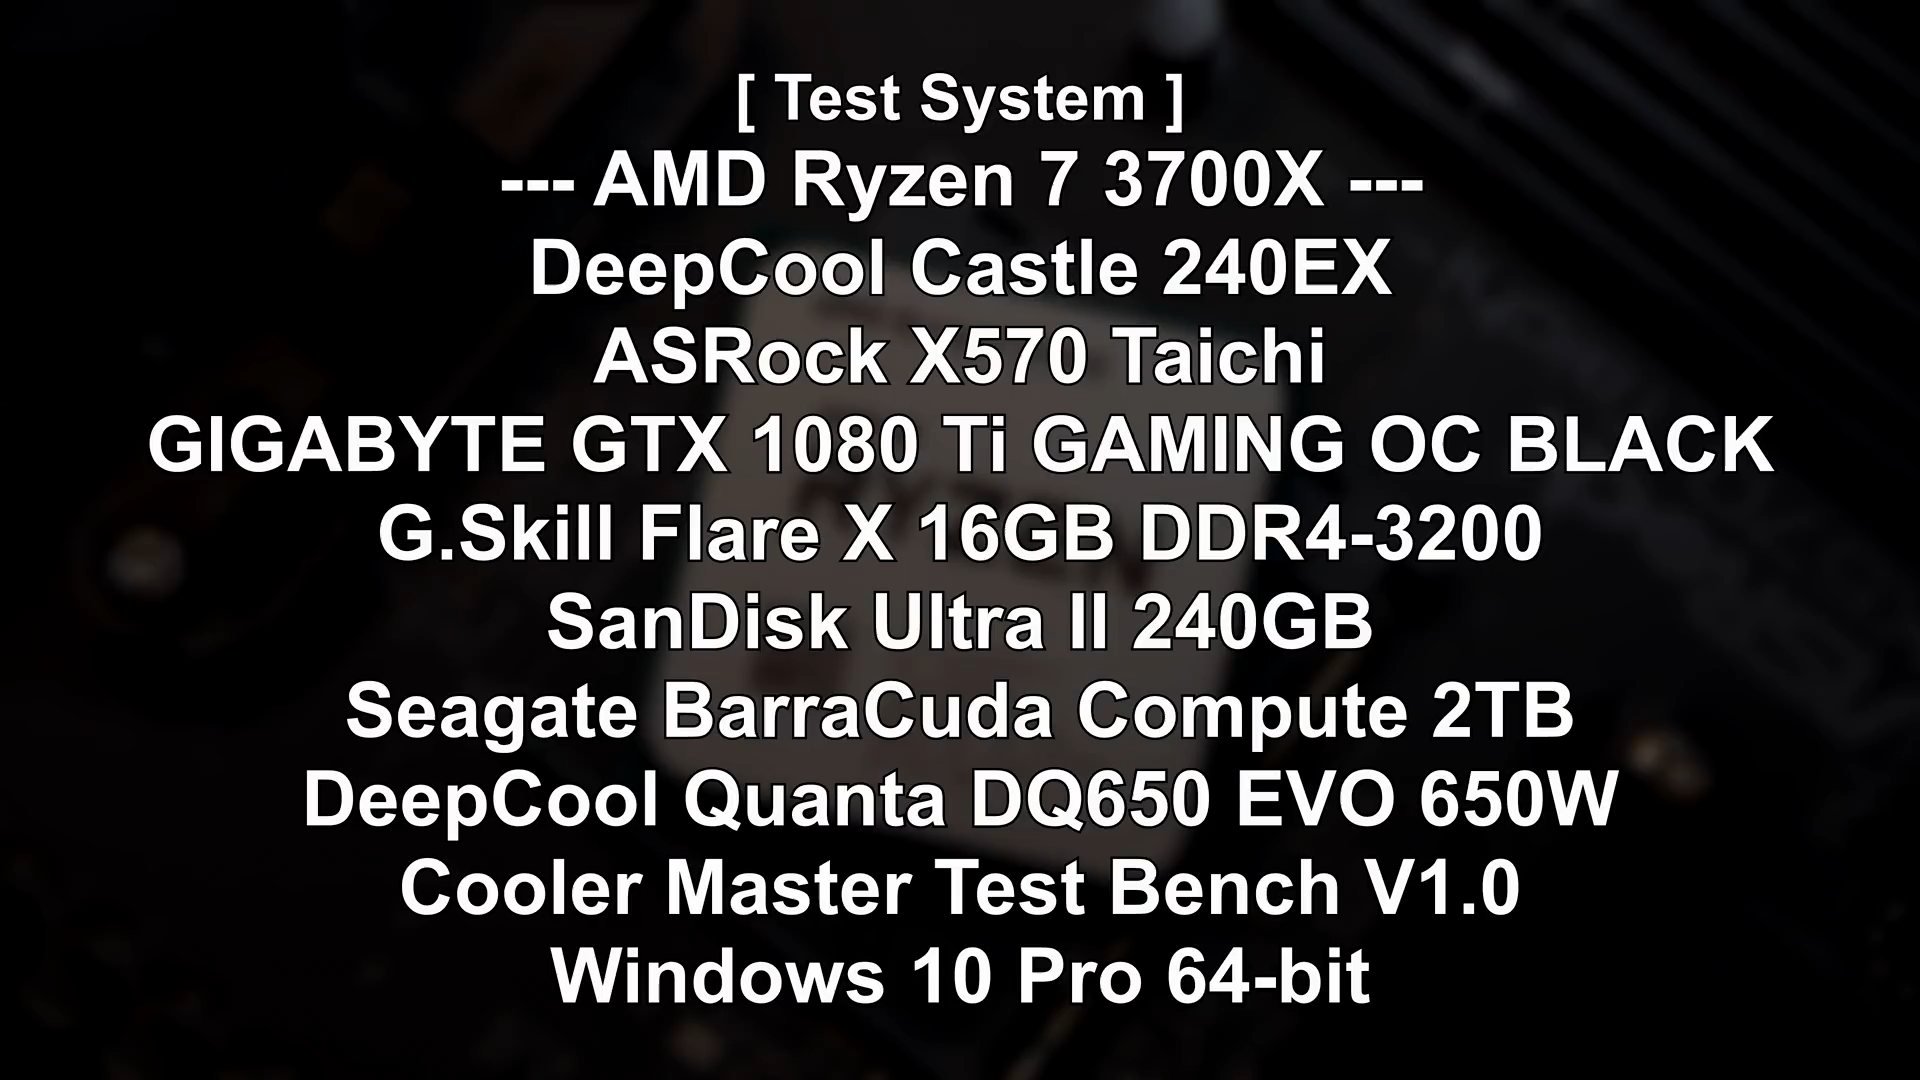 [ Test System ]
--- AMD Ryzen 7 3700X ---
DeepCool Castle 240EX
ASRock X570 Taichi
GIGABYTE GTX 1080 Ti GAMING OC BLACK
G.Skill Flare X 16GB DDR4-3200
SanDisk Ultra II 240GB
Seagate BarraCuda Compute 2TB
DeepCool Quanta DQ650 EVO 650W
Cooler Master Test Bench V1.0
Windows 10 Pro 64-bit
RYZEN